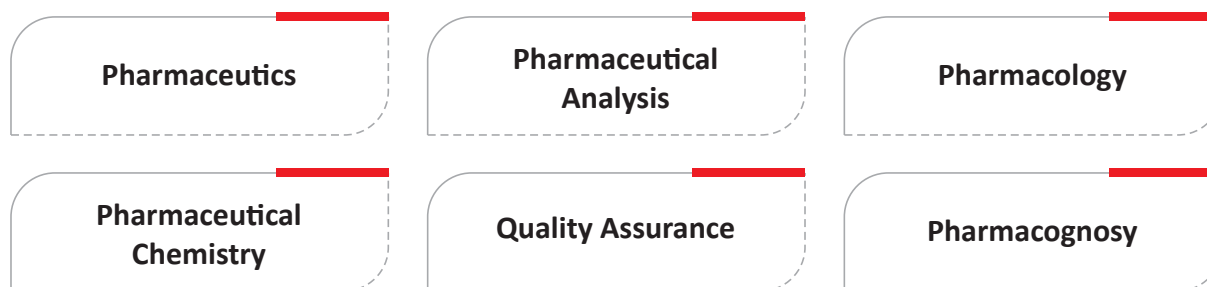 Pharmaceutics
Pharmaceutical
Analysis
Pharmacology
Pharmaceutical
Chemistry
Quality Assurance
Pharmacognosy